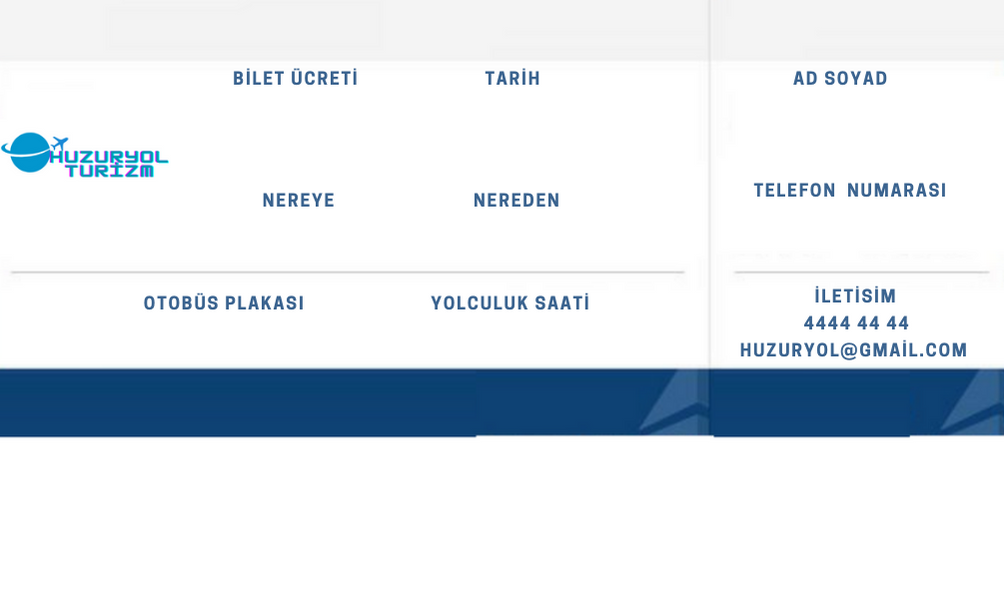 BİLET ÜCRETİ
TARİH
AD SOYAD
HUZURYOL
TURİZM
NEREYE
NEREDEN
TELEFON NUMARASI
OTOBÜS PLAKASI
YOLCULUK SAATİ
İLETİSİM
4444 44 44
HUZURYOL@GMAİL.COM